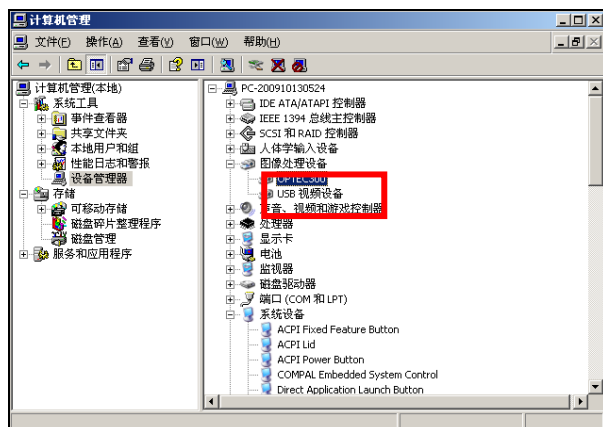 计算机管理
文件(F) 操作(A) 查看(V) 窗口(W) 帮助(H)
计算机管理(本地)
系统工具
事件查看器
共享文件夹
本地用户和组
性能日志和警报
设备管理器
存储
可移动存储
磁盘碎片整理程序
磁盘管理
服务和应用程序
PC-200910130524
IDE ATA/ATAPI 控制器
IEEE 1394 总线主控制器
SCSI 和 RAID 控制器
人体学输入设备
图像处理设备
OPTEC300
USB 视频设备
声音、视频和游戏控制器
处理器
显示卡
电池
监视器
磁盘驱动器
端口 (COM 和 LPT)
系统设备
ACPI Fixed Feature Button
ACPI Lid
ACPI Power Button
COMPAL Embedded System Control
Direct Application Launch Button